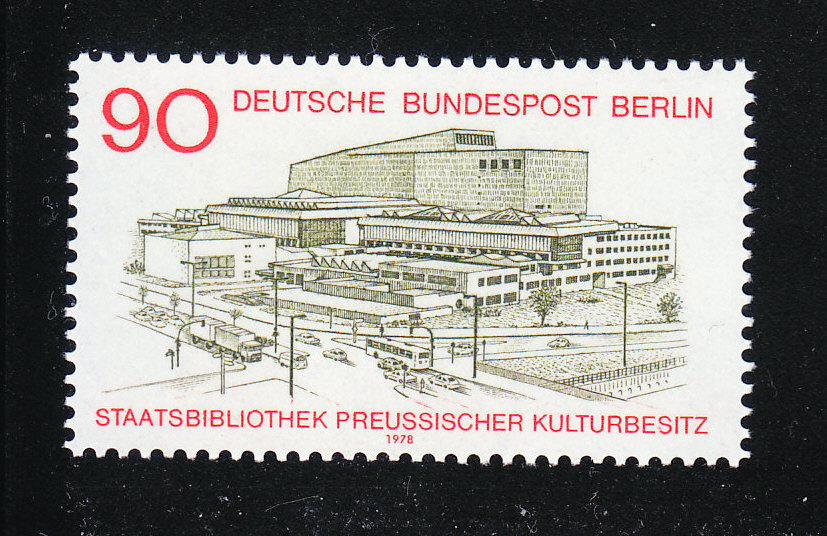 90 DEUTSCHE BUNDESPOST BERLIN
STAATSBIBLIOTHEK PREUSSISCHER KULTURBESITZ
1978